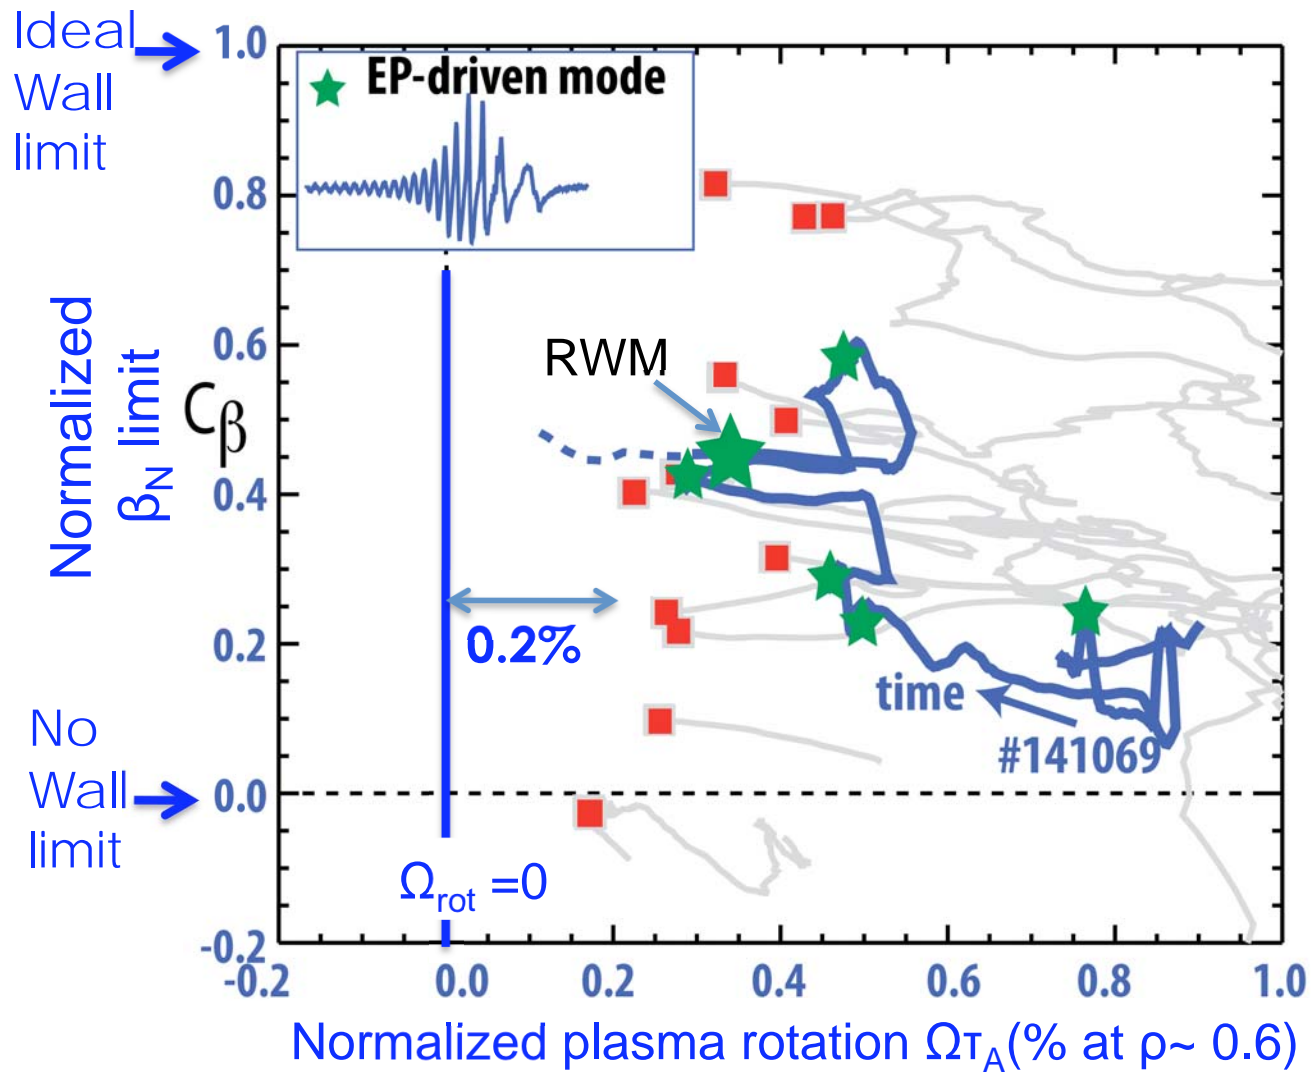 Ideal
Wall
limit
1.0
EP-driven mode
0.8
0.6
RWM
Normalized
β_N limit
C_β
0.4
0.2%
0.2
time
#141069
No
Wall
limit
0.0
Ω_rot =0
-0.2
-0.2 0.0 0.2 0.4 0.6 0.8 1.0
Normalized plasma rotation Ωτ_A(% at ρ~ 0.6)